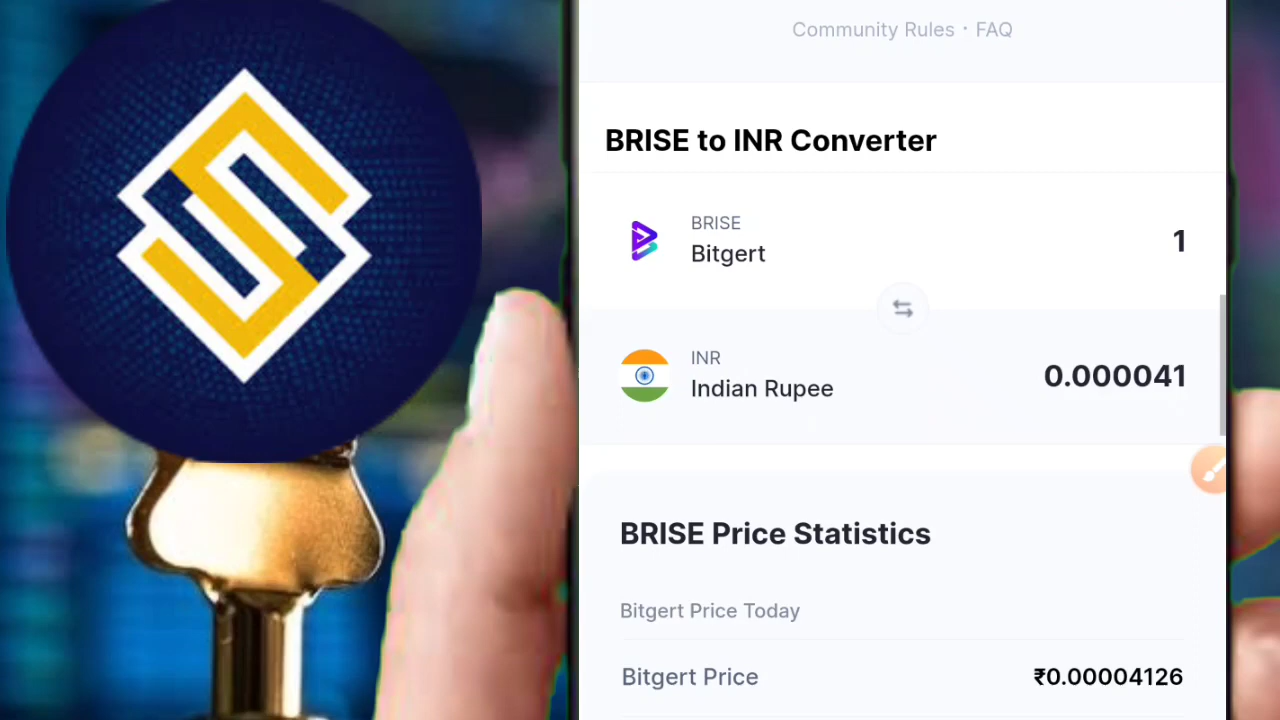 Community Rules · FAQ
BRISE to INR Converter
BRISE
Bitgert
1
INR
Indian Rupee
0.000041
BRISE Price Statistics
Bitgert Price Today
Bitgert Price
₹0.00004126